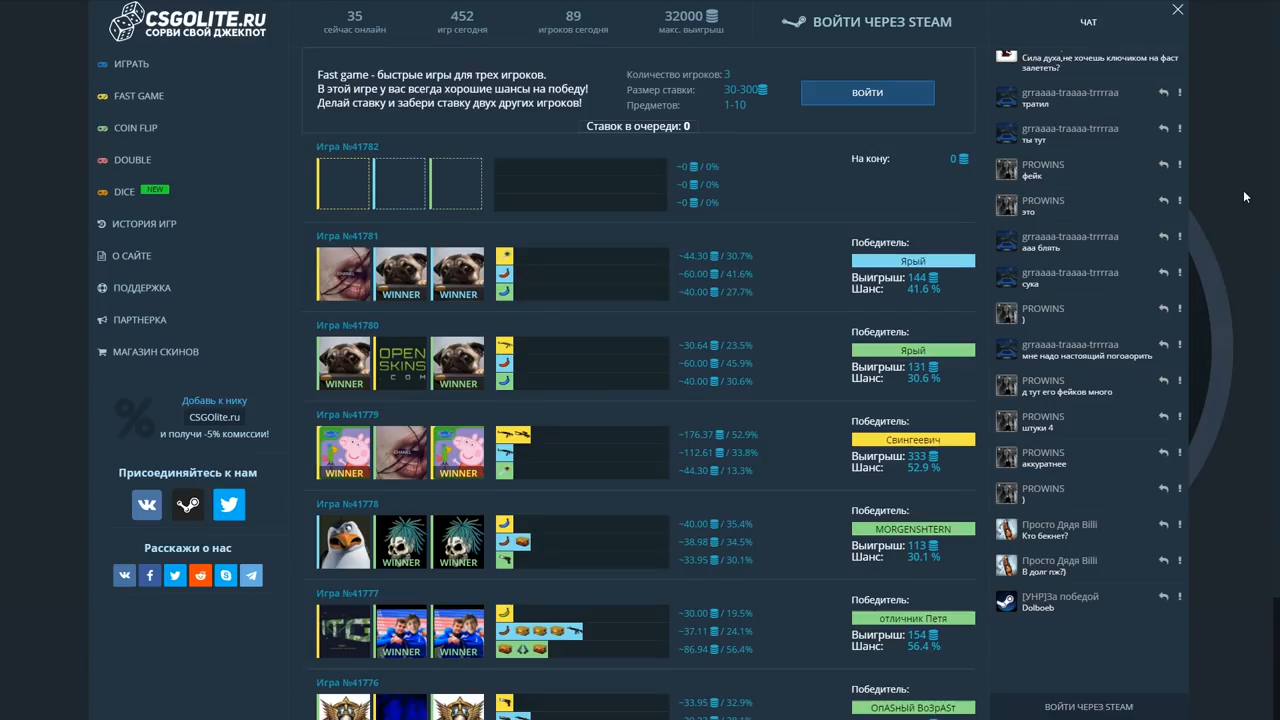 CSGOLITE.RU
СОРВИ СВОЙ ДЖЕКПОТ
35
сейчас онлайн
452
игр сегодня
89
игроков сегодня
32000
макс. выигрыш
ВОЙТИ ЧЕРЕЗ STEAM
ИГРАТЬ
FAST GAME
COIN FLIP
DOUBLE
DICE NEW
ИСТОРИЯ ИГР
О САЙТЕ
ПОДДЕРЖКА
ПАРТНЕРКА
МАГАЗИН СКИНОВ
%
Добавь к нику
CSGOlite.ru
и получи -5% комиссии!
Присоединяйтесь к нам
Расскажи о нас
Fast game - быстрые игры для трех игроков.
В этой игре у вас всегда хорошие шансы на победу!
Делай ставку и забери ставку двух других игроков!
Количество игроков: 3
Размер ставки: 30-300
Предметов: 1-10
ВОЙТИ
Ставок в очереди: 0
Игра №41782
~0 / 0%
~0 / 0%
~0 / 0%
На кону: 0
Игра №41781
CHANEL
WINNER
WINNER
~44.30 / 30.7%
~60.00 / 41.6%
~40.00 / 27.7%
Победитель:
Ярый
Выигрыш: 144
Шанс: 41.6 %
Игра №41780
WINNER
OPEN
SKINS
COM
WINNER
~30.64 / 23.5%
~60.00 / 45.9%
~40.00 / 30.6%
Победитель:
Ярый
Выигрыш: 131
Шанс: 30.6 %
Игра №41779
WINNER
CHANEL
WINNER
~176.37 / 52.9%
~112.61 / 33.8%
~44.30 / 13.3%
Победитель:
Свингеевич
Выигрыш: 333
Шанс: 52.9 %
Игра №41778
WINNER
WINNER
~40.00 / 35.4%
~38.98 / 34.5%
~33.95 / 30.1%
Победитель:
MORGENSHTERN
Выигрыш: 113
Шанс: 30.1 %
Игра №41777
WINNER
WINNER
~30.00 / 19.5%
~37.11 / 24.1%
~86.94 / 56.4%
Победитель:
отличник Петя
Выигрыш: 154
Шанс: 56.4 %
Игра №41776
~33.95 / 32.9%
Победитель:
ОпАSНЫЙ ВоЗрАSт
ЧАТ
Сила духа,не хочешь ключиком на фаст
залететь?
grraaaa-traaaa-trrrraa
тратил
grraaaa-traaaa-trrrraa
ты тут
PROWINS
фейк
PROWINS
это
grraaaa-traaaa-trrrraa
ааа блять
grraaaa-traaaa-trrrraa
сука
PROWINS
)
grraaaa-traaaa-trrrraa
мне надо настоящий погоаорить
PROWINS
д тут его фейков много
PROWINS
штуки 4
PROWINS
аккуратнее
PROWINS
)
Просто Дядя Billi
Кто бекнет?
Просто Дядя Billi
В долг пж?)
[УНР]За победой
Dolboeb
ВОЙТИ ЧЕРЕЗ STEAM